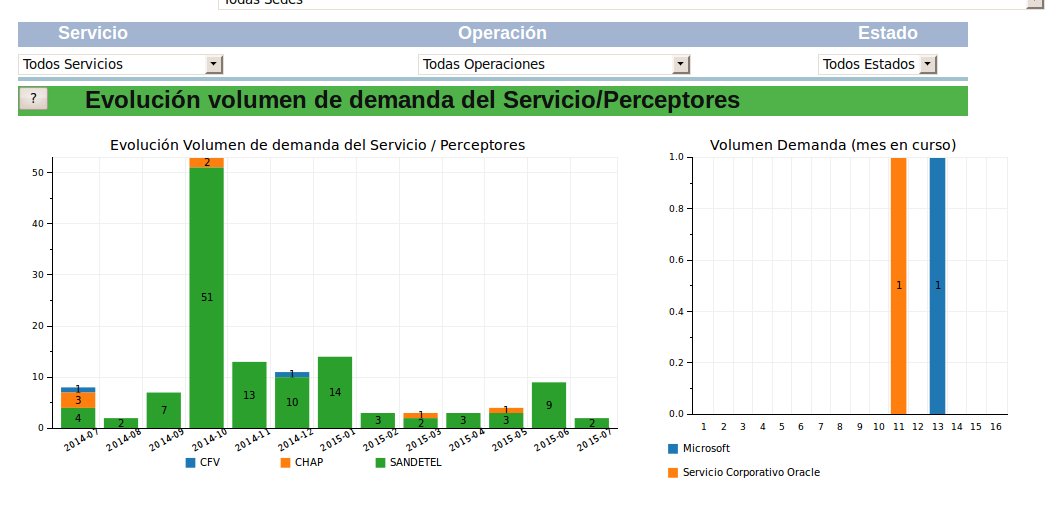 Todas Sedes
Servicio Operación Estado
Todos Servicios Todas Operaciones Todos Estados
? Evolución volumen de demanda del Servicio/Perceptores
Evolución Volumen de demanda del Servicio / Perceptores
50
40
30
20
10
0
1
3
4
2
7
2
51
13
1
10
14
3
1
2
3
1
3
9
2
2014-07 2014-08 2014-09 2014-10 2014-11 2014-12 2015-01 2015-02 2015-03 2015-04 2015-05 2015-06 2015-07
CFV CHAP SANDETEL
Volumen Demanda (mes en curso)
1.0
0.8
0.6
0.4
0.2
0.0
1 1
1 2 3 4 5 6 7 8 9 10 11 12 13 14 15 16
Microsoft
Servicio Corporativo Oracle